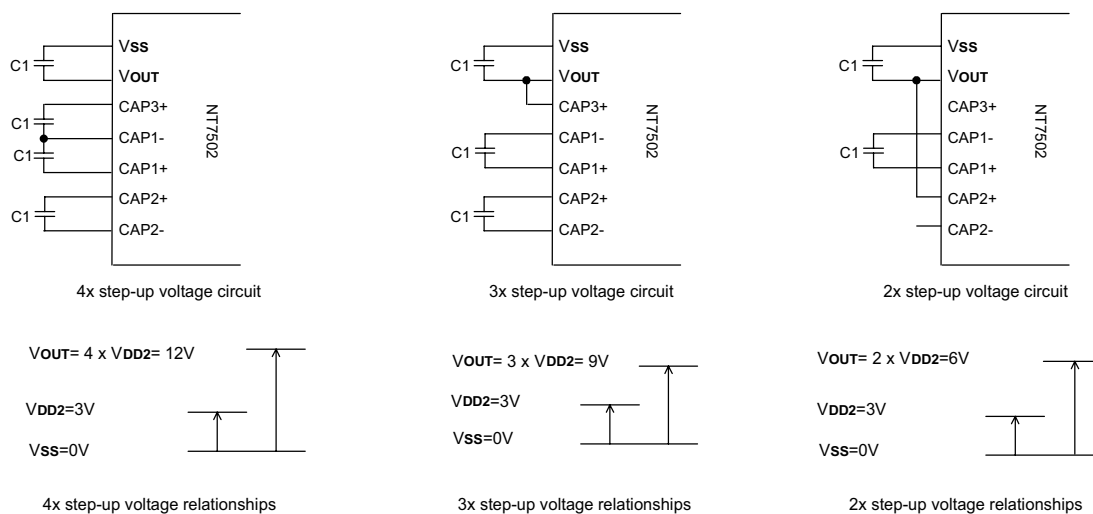 VSS
C1
VOUT
CAP3+
C1
CAP1-
C1
CAP1+
CAP2+
C1
CAP2-
NT7502
4x step-up voltage circuit
VSS
C1
VOUT
CAP3+
CAP1-
C1
CAP1+
CAP2+
C1
CAP2-
NT7502
3x step-up voltage circuit
VSS
C1
VOUT
CAP3+
CAP1-
C1
CAP1+
CAP2+
CAP2-
NT7502
2x step-up voltage circuit
VOUT= 4 x VDD2= 12V
VDD2=3V
VSS=0V
4x step-up voltage relationships
VOUT= 3 x VDD2= 9V
VDD2=3V
VSS=0V
3x step-up voltage relationships
VOUT= 2 x VDD2=6V
VDD2=3V
VSS=0V
2x step-up voltage relationships